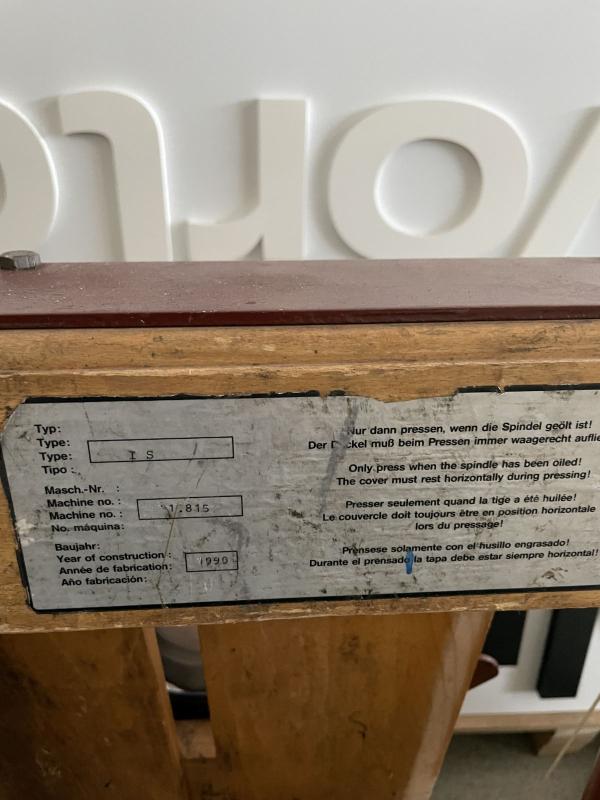 Typ:
Type:
Type:
Tipo:
I S
Masch.-Nr. :
Machine no. :
Machine no. :
No. máquina:
1.815
Baujahr:
Year of construction :
Année de fabrication:
Año fabricación:
1990
Nur dann pressen, wenn die Spindel geölt ist!
Der Deckel muß beim Pressen immer waagerecht auflie
Only press when the spindle has been oiled!
The cover must rest horizontally during pressing!
Presser seulement quand la tige a été huilée!
Le couvercle doit toujours être en position horizontale
lors du pressage!
Prénsese solamente con el husillo engrasado!
Durante el prensado la tapa debe estar siempre horizontal!